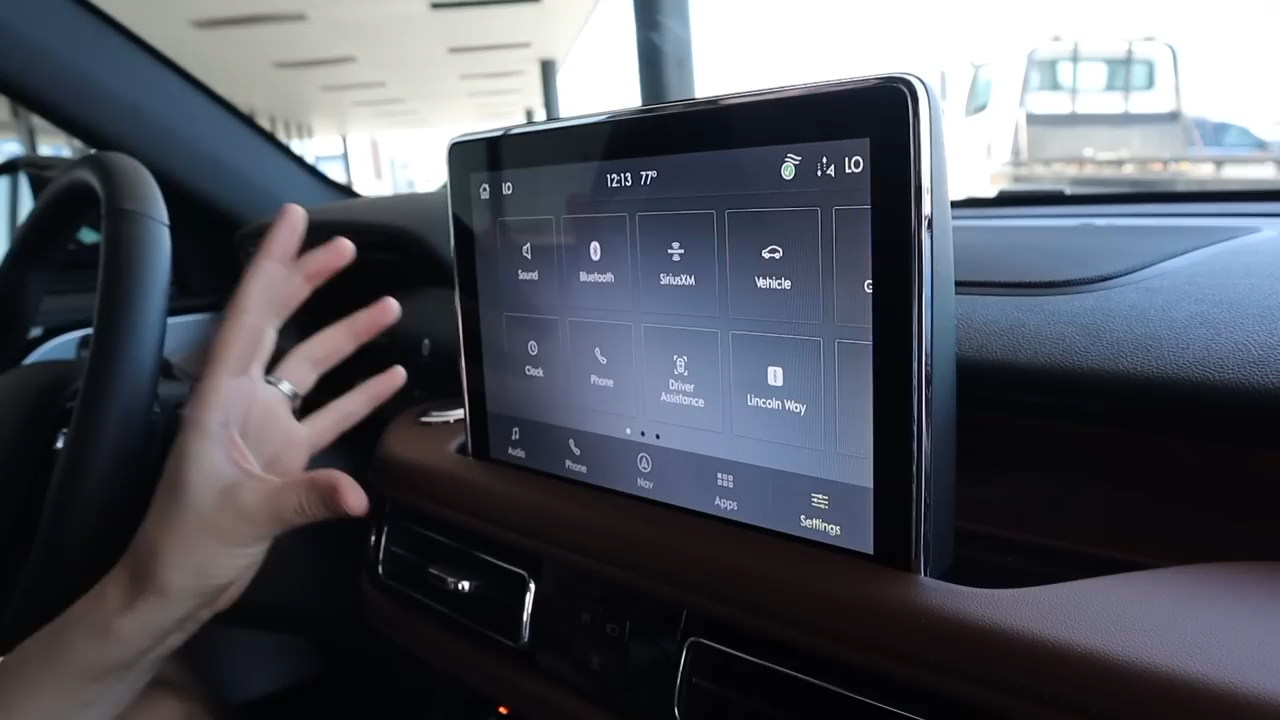 LO 12:13 77° LO
Sound Bluetooth SiriusXM Vehicle G
Clock Phone Driver Assistance Lincoln Way
Audio Phone Nav Apps Settings